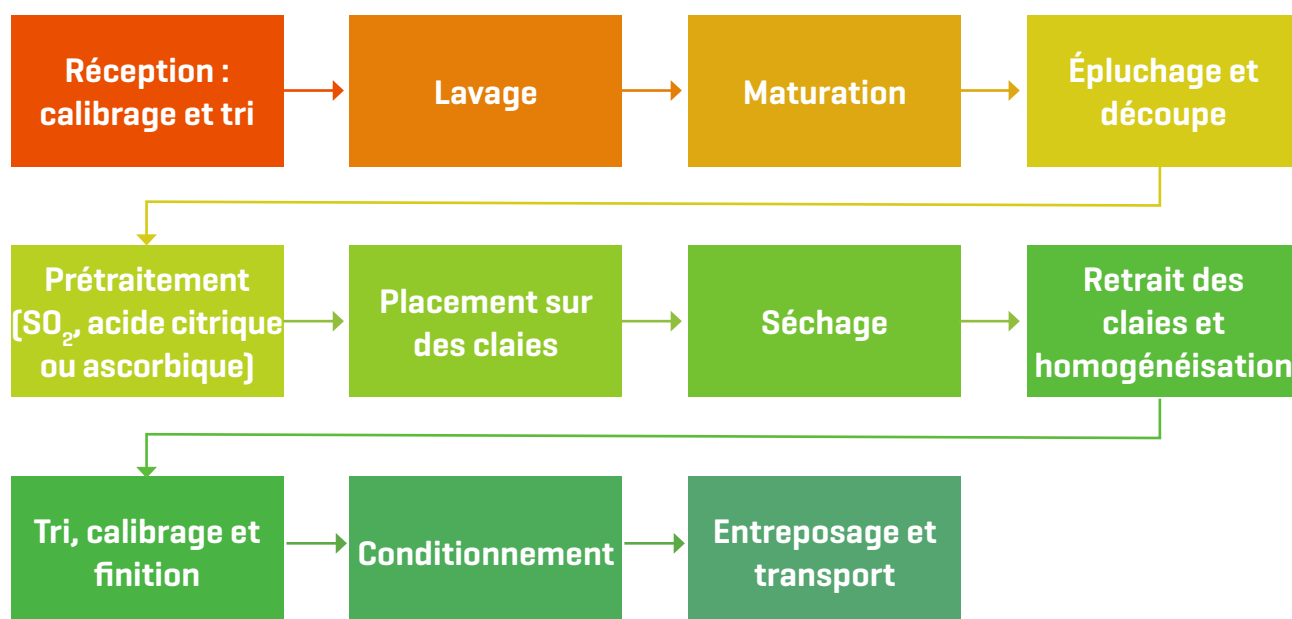 Réception :
calibrage et tri
Lavage
Maturation
Épluchage et
découpe
Prétraitement
(SO₂, acide citrique
ou ascorbique)
Placement sur
des claies
Séchage
Retrait des
claies et
homogénéisation
Tri, calibrage et
finition
Conditionnement
Entreposage et
transport